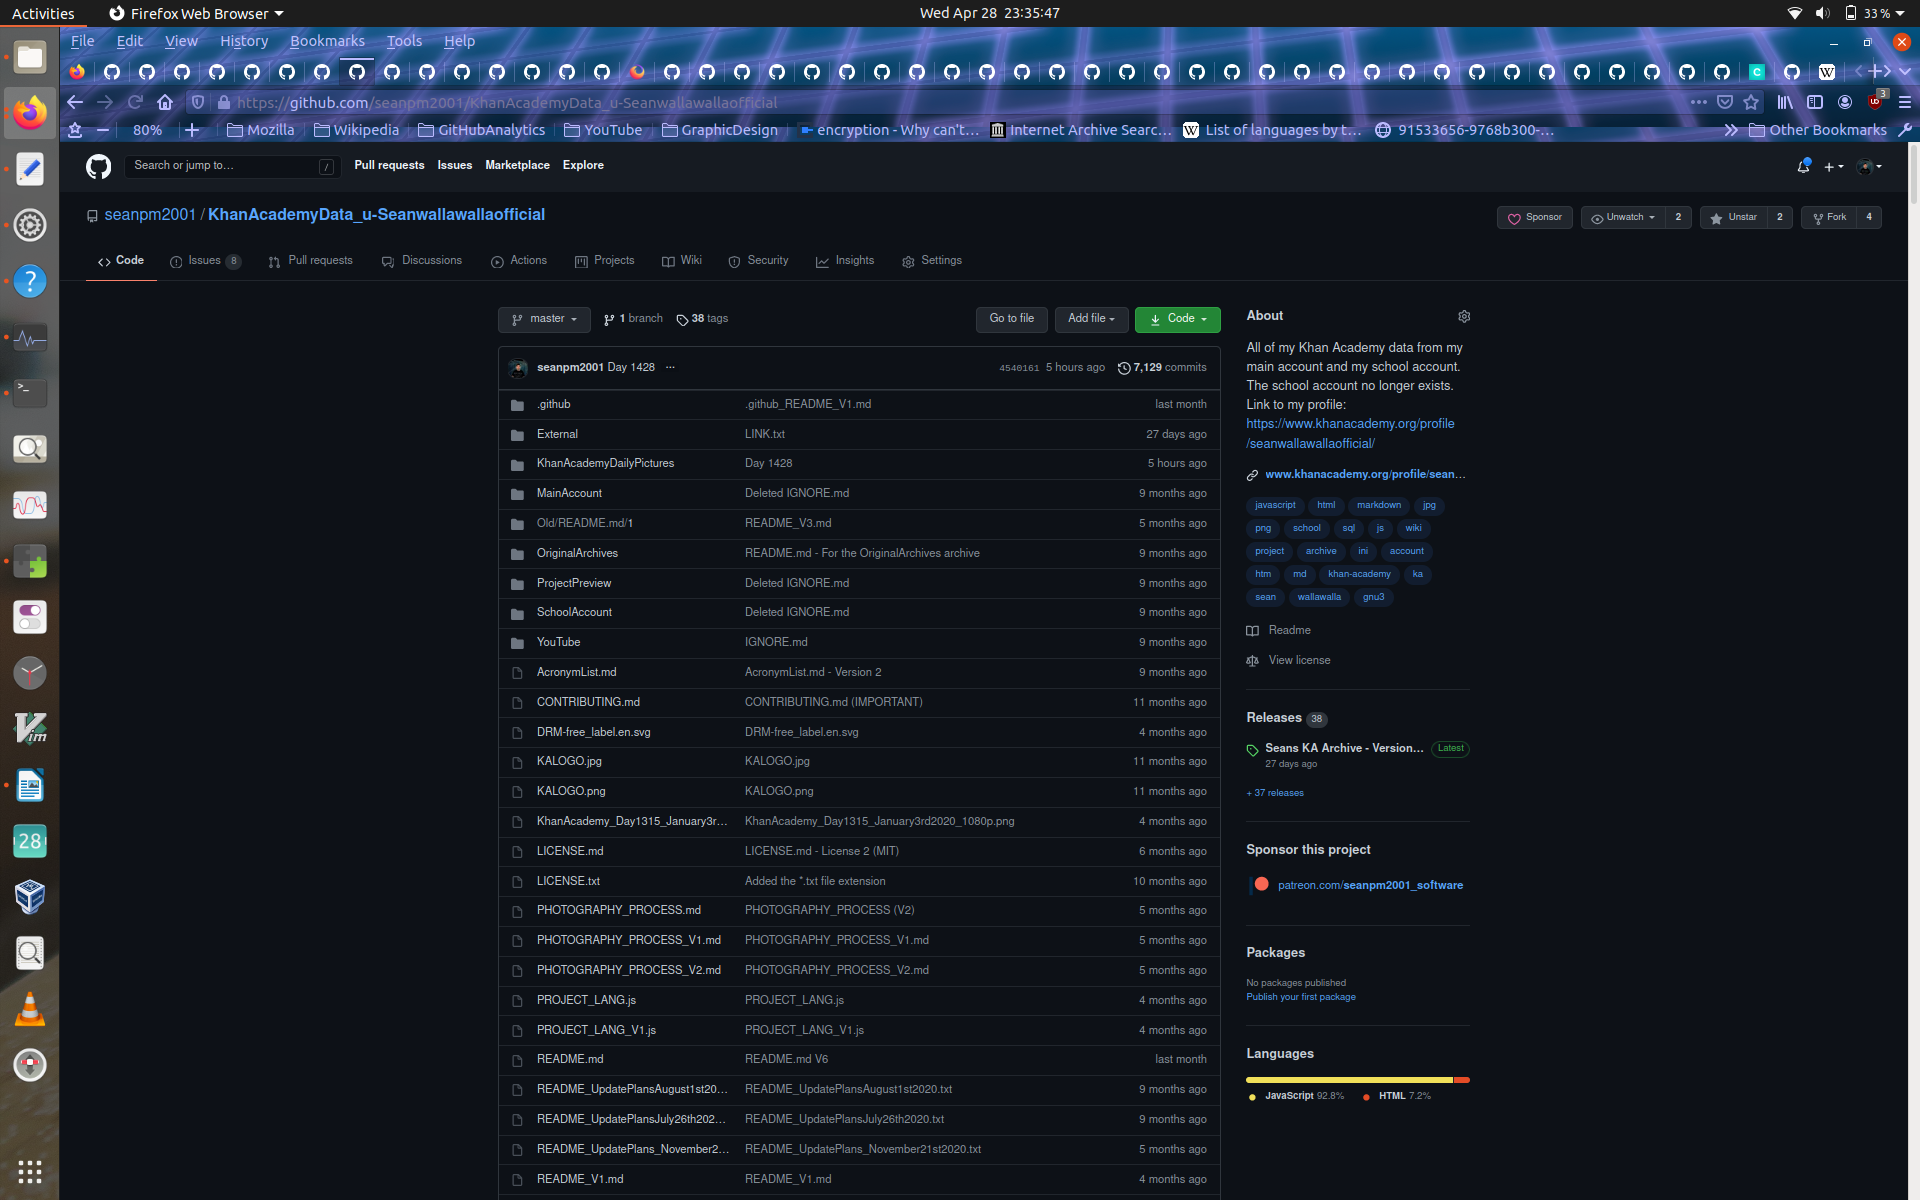 Activities Firefox Web Browser Wed Apr 28 23:35:47 33 %
File Edit View History Bookmarks Tools Help
https://github.com/seanpm2001/KhanAcademyData_u-Seanwallawallaofficial 3
80% Mozilla Wikipedia GitHubAnalytics YouTube GraphicDesign encryption - Why can't… Internet Archive Searc… List of languages by t… 91533656-9768b300-… Other Bookmarks
Search or jump to… / Pull requests Issues Marketplace Explore
seanpm2001 / KhanAcademyData_u-Seanwallawallaofficial Sponsor Unwatch 2 Unstar 2 Fork 4
Code Issues 8 Pull requests Discussions Actions Projects Wiki Security Insights Settings
master 1 branch 38 tags Go to file Add file Code
seanpm2001 Day 1428 ... 4540161 5 hours ago 7,129 commits
.github .github_README_V1.md last month
External LINK.txt 27 days ago
KhanAcademyDailyPictures Day 1428 5 hours ago
MainAccount Deleted IGNORE.md 9 months ago
Old/README.md/1 README_V3.md 5 months ago
OriginalArchives README.md - For the OriginalArchives archive 9 months ago
ProjectPreview Deleted IGNORE.md 9 months ago
SchoolAccount Deleted IGNORE.md 9 months ago
YouTube IGNORE.md 9 months ago
AcronymList.md AcronymList.md - Version 2 9 months ago
CONTRIBUTING.md CONTRIBUTING.md (IMPORTANT) 11 months ago
DRM-free_label.en.svg DRM-free_label.en.svg 4 months ago
KALOGO.jpg KALOGO.jpg 11 months ago
KALOGO.png KALOGO.png 11 months ago
KhanAcademy_Day1315_January3r… KhanAcademy_Day1315_January3rd2020_1080p.png 4 months ago
LICENSE.md LICENSE.md - License 2 (MIT) 6 months ago
LICENSE.txt Added the *.txt file extension 10 months ago
PHOTOGRAPHY_PROCESS.md PHOTOGRAPHY_PROCESS (V2) 5 months ago
PHOTOGRAPHY_PROCESS_V1.md PHOTOGRAPHY_PROCESS_V1.md 5 months ago
PHOTOGRAPHY_PROCESS_V2.md PHOTOGRAPHY_PROCESS_V2.md 5 months ago
PROJECT_LANG.js PROJECT_LANG.js 4 months ago
PROJECT_LANG_V1.js PROJECT_LANG_V1.js 4 months ago
README.md README.md V6 last month
README_UpdatePlansAugust1st20… README_UpdatePlansAugust1st2020.txt 9 months ago
README_UpdatePlansJuly26th202… README_UpdatePlansJuly26th2020.txt 9 months ago
README_UpdatePlans_November2… README_UpdatePlans_November21st2020.txt 5 months ago
README_V1.md README_V1.md 4 months ago
About
All of my Khan Academy data from my
main account and my school account.
The school account no longer exists.
Link to my profile:
https://www.khanacademy.org/profile
/seanwallawallaofficial/
www.khanacademy.org/profile/sean…
javascript html markdown jpg
png school sql js wiki
project archive ini account
htm md khan-academy ka
sean wallawalla gnu3
Readme
View license
Releases 38
Seans KA Archive - Version… Latest
27 days ago
+ 37 releases
Sponsor this project
patreon.com/seanpm2001_software
Packages
No packages published
Publish your first package
Languages
JavaScript 92.8% HTML 7.2%
28
Vim